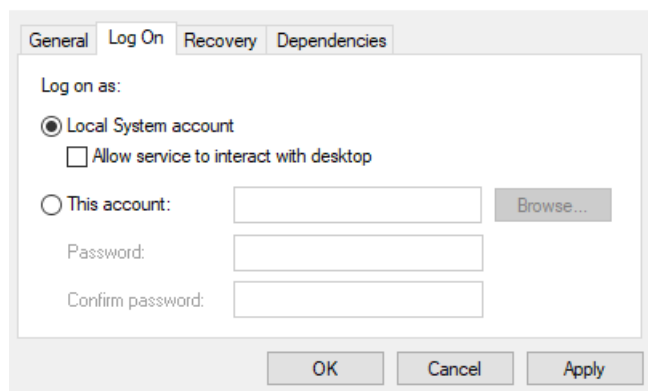 General Log On Recovery Dependencies
Log on as:
Local System account
Allow service to interact with desktop
This account: Browse...
Password:
Confirm password:
OK Cancel Apply